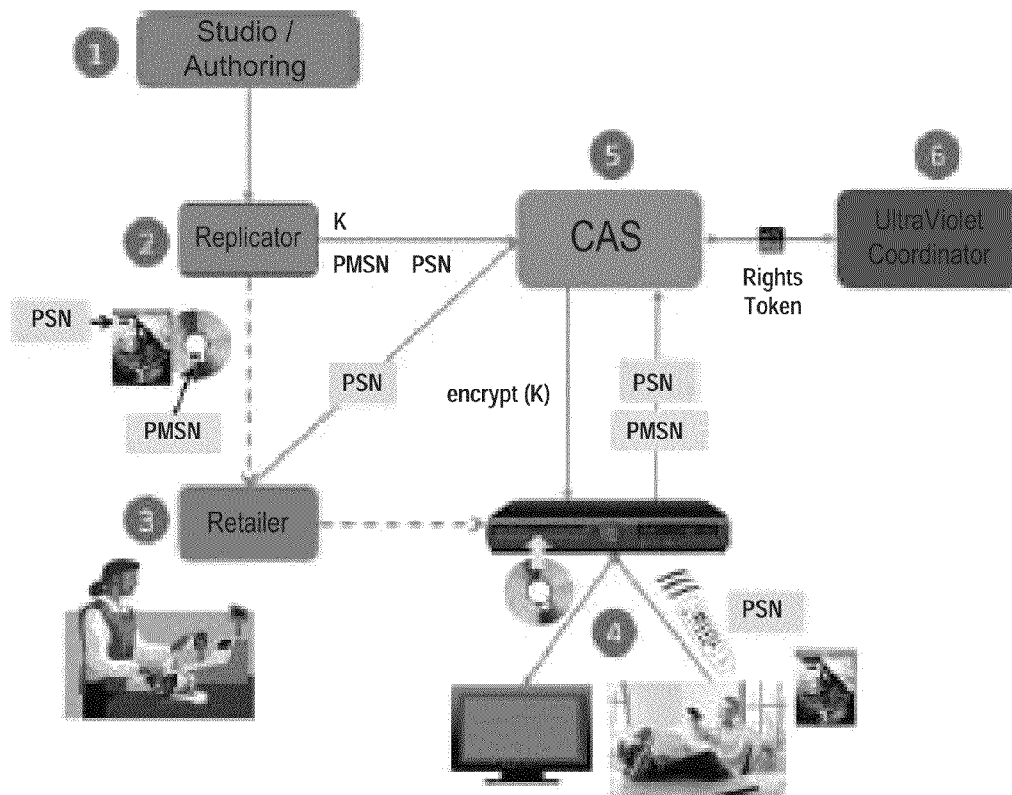 1
Studio /
Authoring
5
6
2
Replicator
K
PMSN PSN
CAS
Rights
Token
UltraViolet
Coordinator
PSN
PMSN
PSN
encrypt (K)
PSN
PMSN
3
Retailer
4
PSN